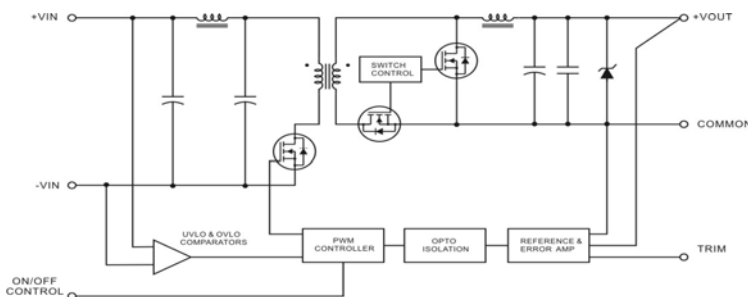 +VIN
+VOUT
SWITCH
CONTROL
COMMON
-VIN
UVLO & OVLO
COMPARATORS
PWM
CONTROLLER
OPTO
ISOLATION
REFERENCE &
ERROR AMP
TRIM
ON/OFF
CONTROL